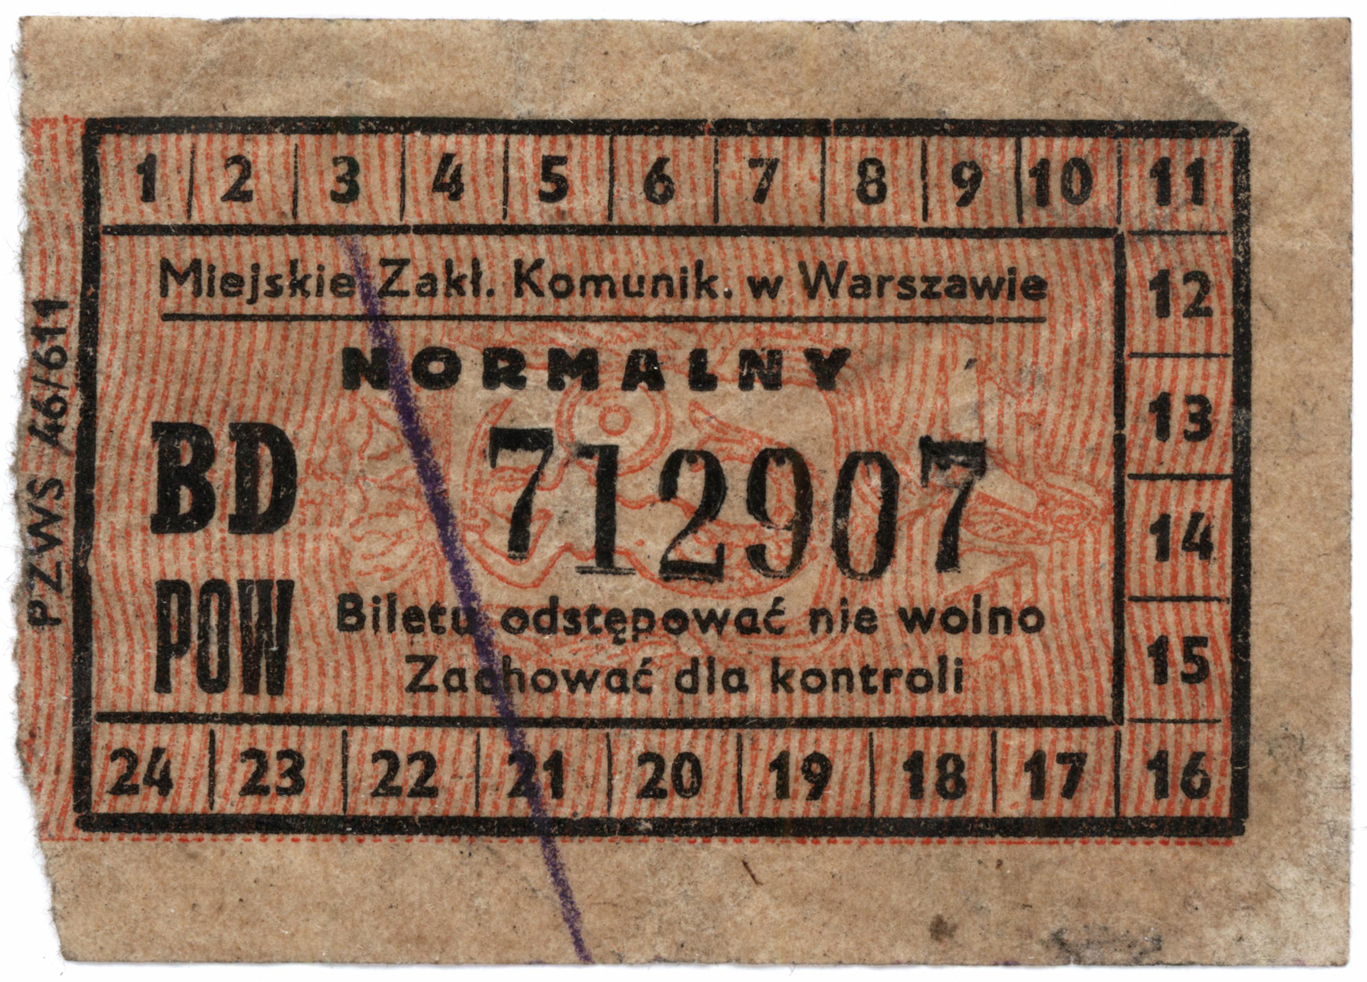 1 2 3 4 5 6 7 8 9 10 11
Miejskie Zakł. Komunik. w Warszawie
NORMALNY
BD 712907
POW
Biletu odstępować nie wolno
Zachować dla kontroli
12
13
14
15
24 23 22 21 20 19 18 17 16
PZWS 46/611